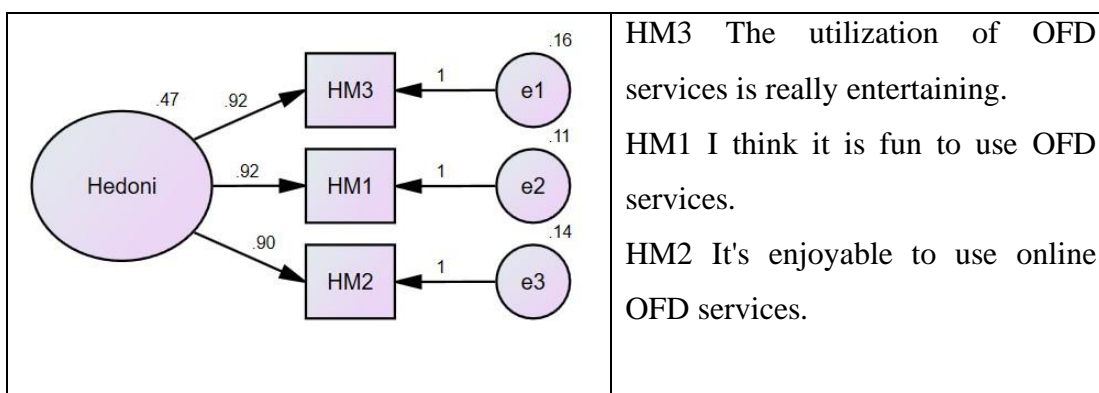 .16
.47 .92 HM3 1 e1
.11
Hedoni .92 HM1 1 e2
.14
.90 HM2 1 e3
HM3 The utilization of OFD
services is really entertaining.
HM1 I think it is fun to use OFD
services.
HM2 It's enjoyable to use online
OFD services.